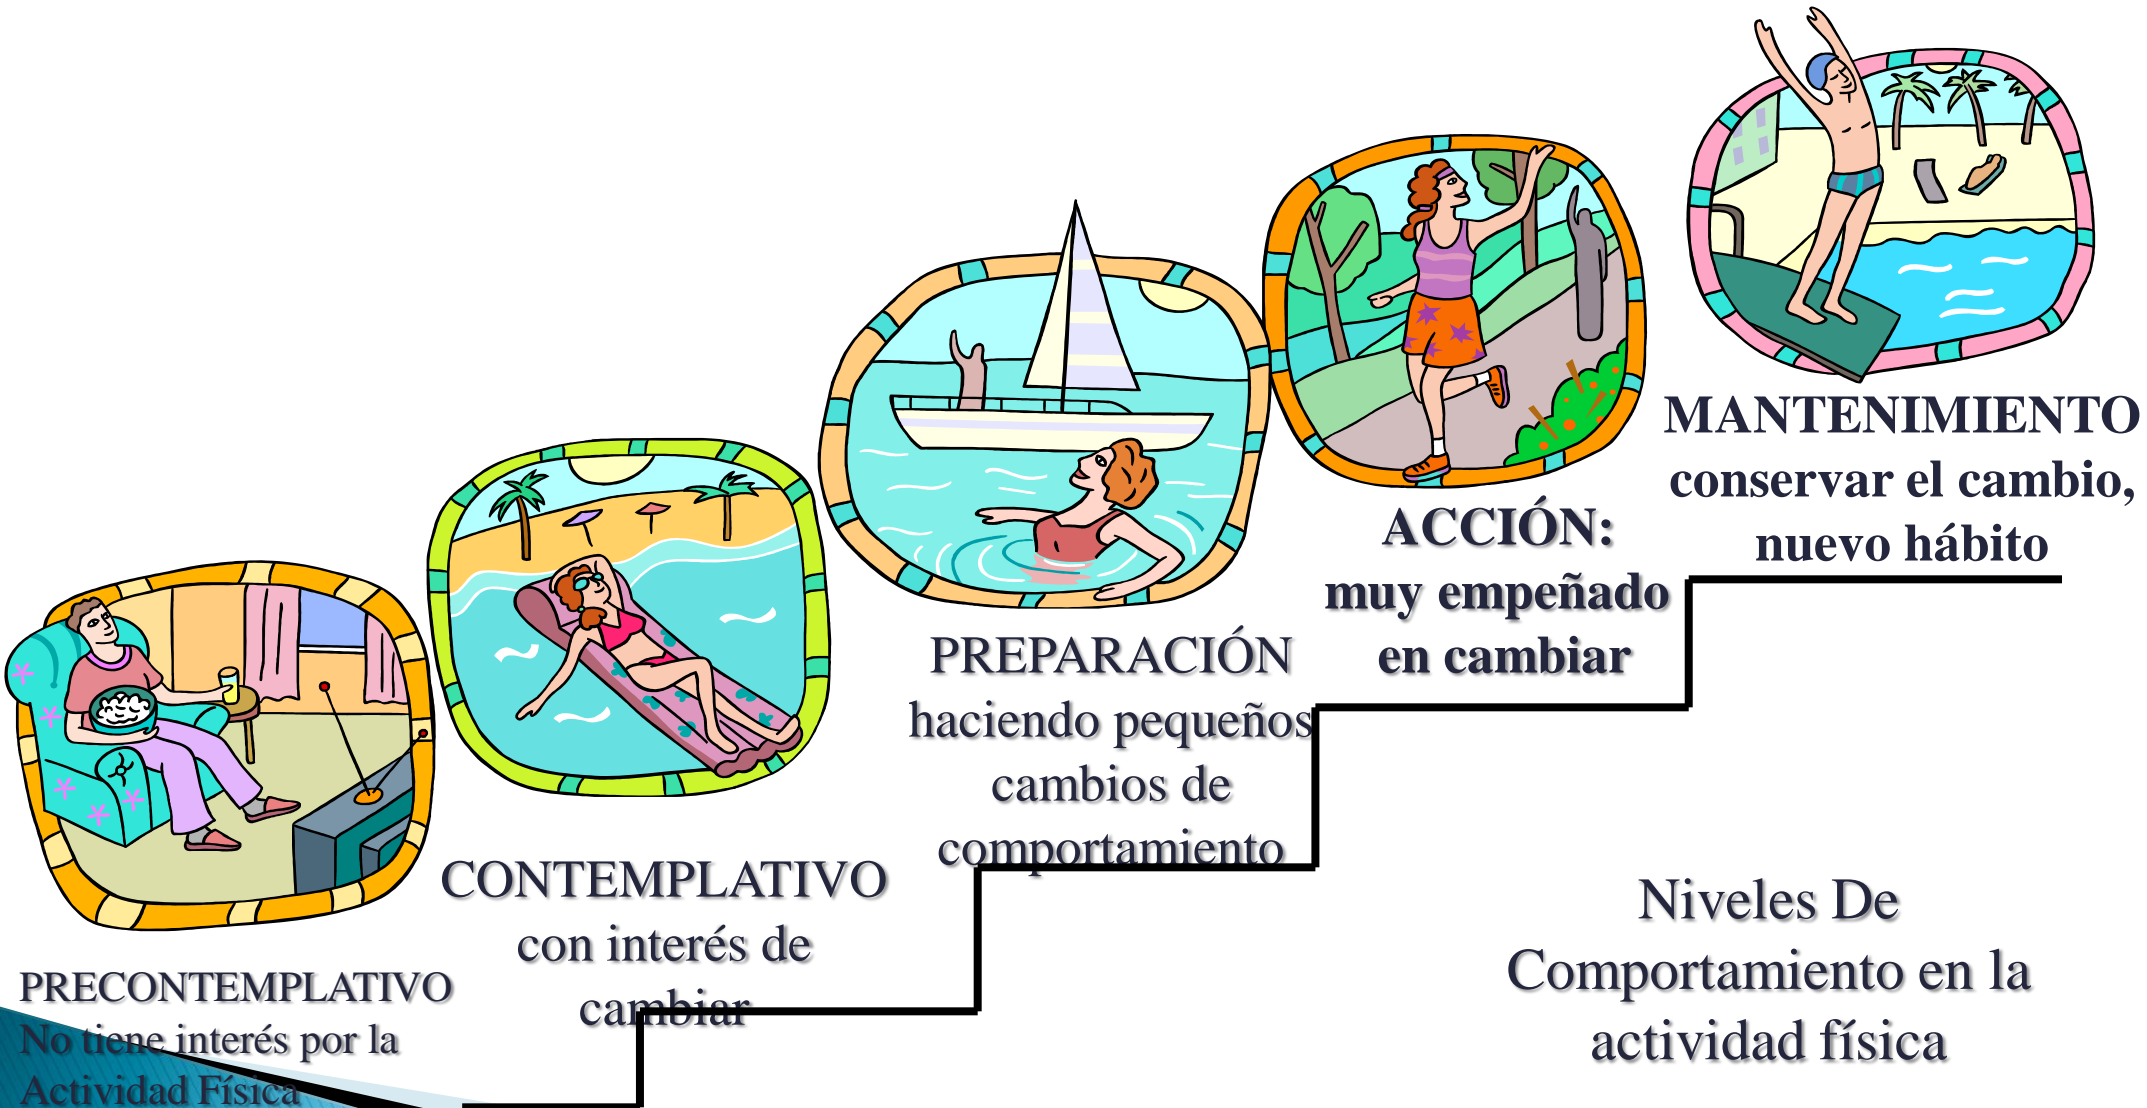 PRECONTEMPLATIVO
No tiene interés por la
Actividad Física
CONTEMPLATIVO
con interés de
cambiar
PREPARACIÓN
haciendo pequeños
cambios de
comportamiento
ACCIÓN:
muy empeñado
en cambiar
MANTENIMIENTO
conservar el cambio,
nuevo hábito
Niveles De
Comportamiento en la
actividad física